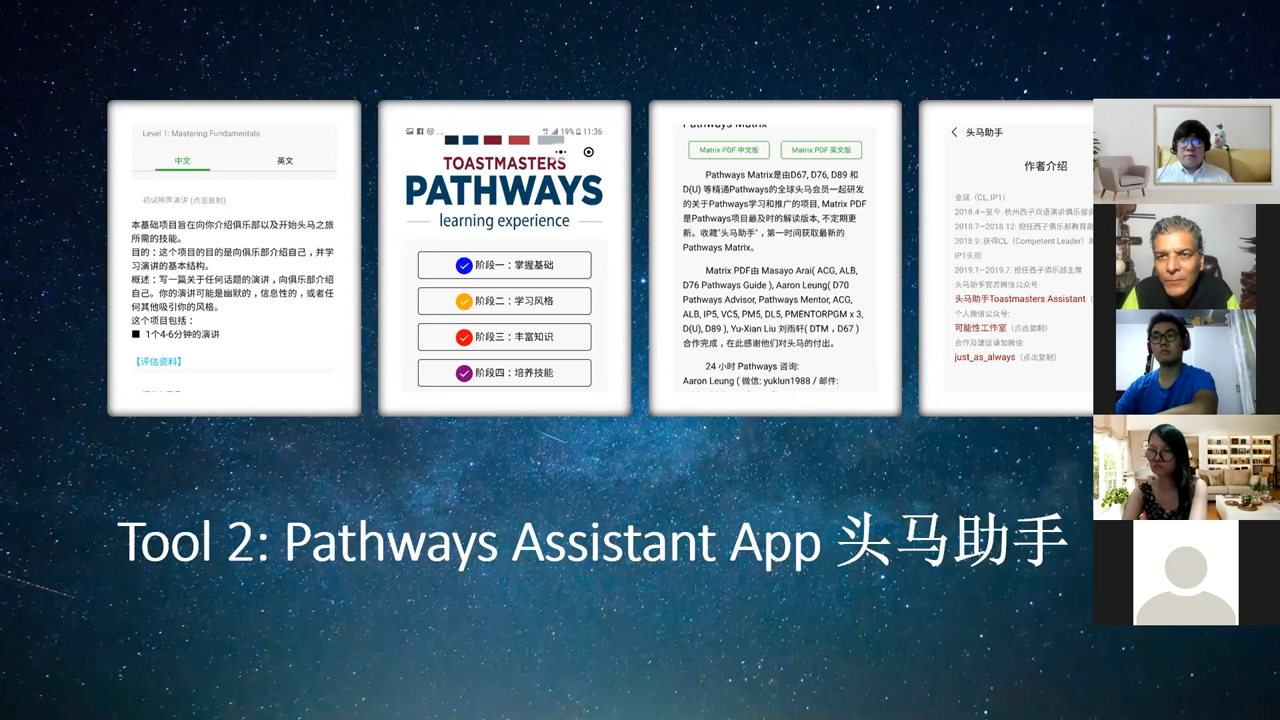 Level 1: Mastering Fundamentals
中文 英文
初试啼声演讲 (点击复制)
本基础项目旨在向你介绍俱乐部以及开始头马之旅
所需的技能。
目的：这个项目的目的是向俱乐部介绍自己，并学
习演讲的基本结构。
概述：写一篇关于任何话题的演讲，向俱乐部介绍
自己。你的演讲可能是幽默的，信息性的，或者任
何其他吸引你的风格。
这个项目包括：
■ 1个4-6分钟的演讲
【评估资料】
19% 11:36
TOASTMASTERS
PATHWAYS
learning experience
阶段一：掌握基础
阶段二：学习风格
阶段三：丰富知识
阶段四：培养技能
Pathways Matrix
Matrix PDF 中文版 Matrix PDF 英文版
Pathways Matrix是由D67, D76, D89 和
D(U) 等精通Pathways的全球头马会员一起研发
的关于Pathways学习和推广的项目, Matrix PDF
是Pathways项目最及时的解读版本, 不定期更
新。收藏"头马助手"，第一时间获取最新的
Pathways Matrix。
Matrix PDF由 Masayo Arai( ACG, ALB,
D76 Pathways Guide ), Aaron Leung( D70
Pathways Advisor, Pathways Mentor, ACG,
ALB, IP5, VC5, PM5, DL5, PMENTORPGM x 3,
D(U), D89 ), Yu-Xian Liu 刘雨轩( DTM，D67 )
合作完成，在此感谢他们对头马的付出。
24 小时 Pathways 咨询:
Aaron Leung ( 微信: yuklun1988 / 邮件:
头马助手
作者介绍
金斌（CL, IP1）
2018.4~至今: 杭州西子双语演讲俱乐部会
2018.7~2018.12: 担任西子俱乐部教育副
2018.9: 获得CL（Competent Leader）和
IP1头衔
2019.1~2019.7. 担任西子俱乐部主席
头马助手官方微信公众号:
头马助手Toastmasters Assistant
个人微信公众号:
可能性工作室（点击复制）
合作及建议请加微信:
just_as_always（点击复制）
Tool 2: Pathways Assistant App 头马助手